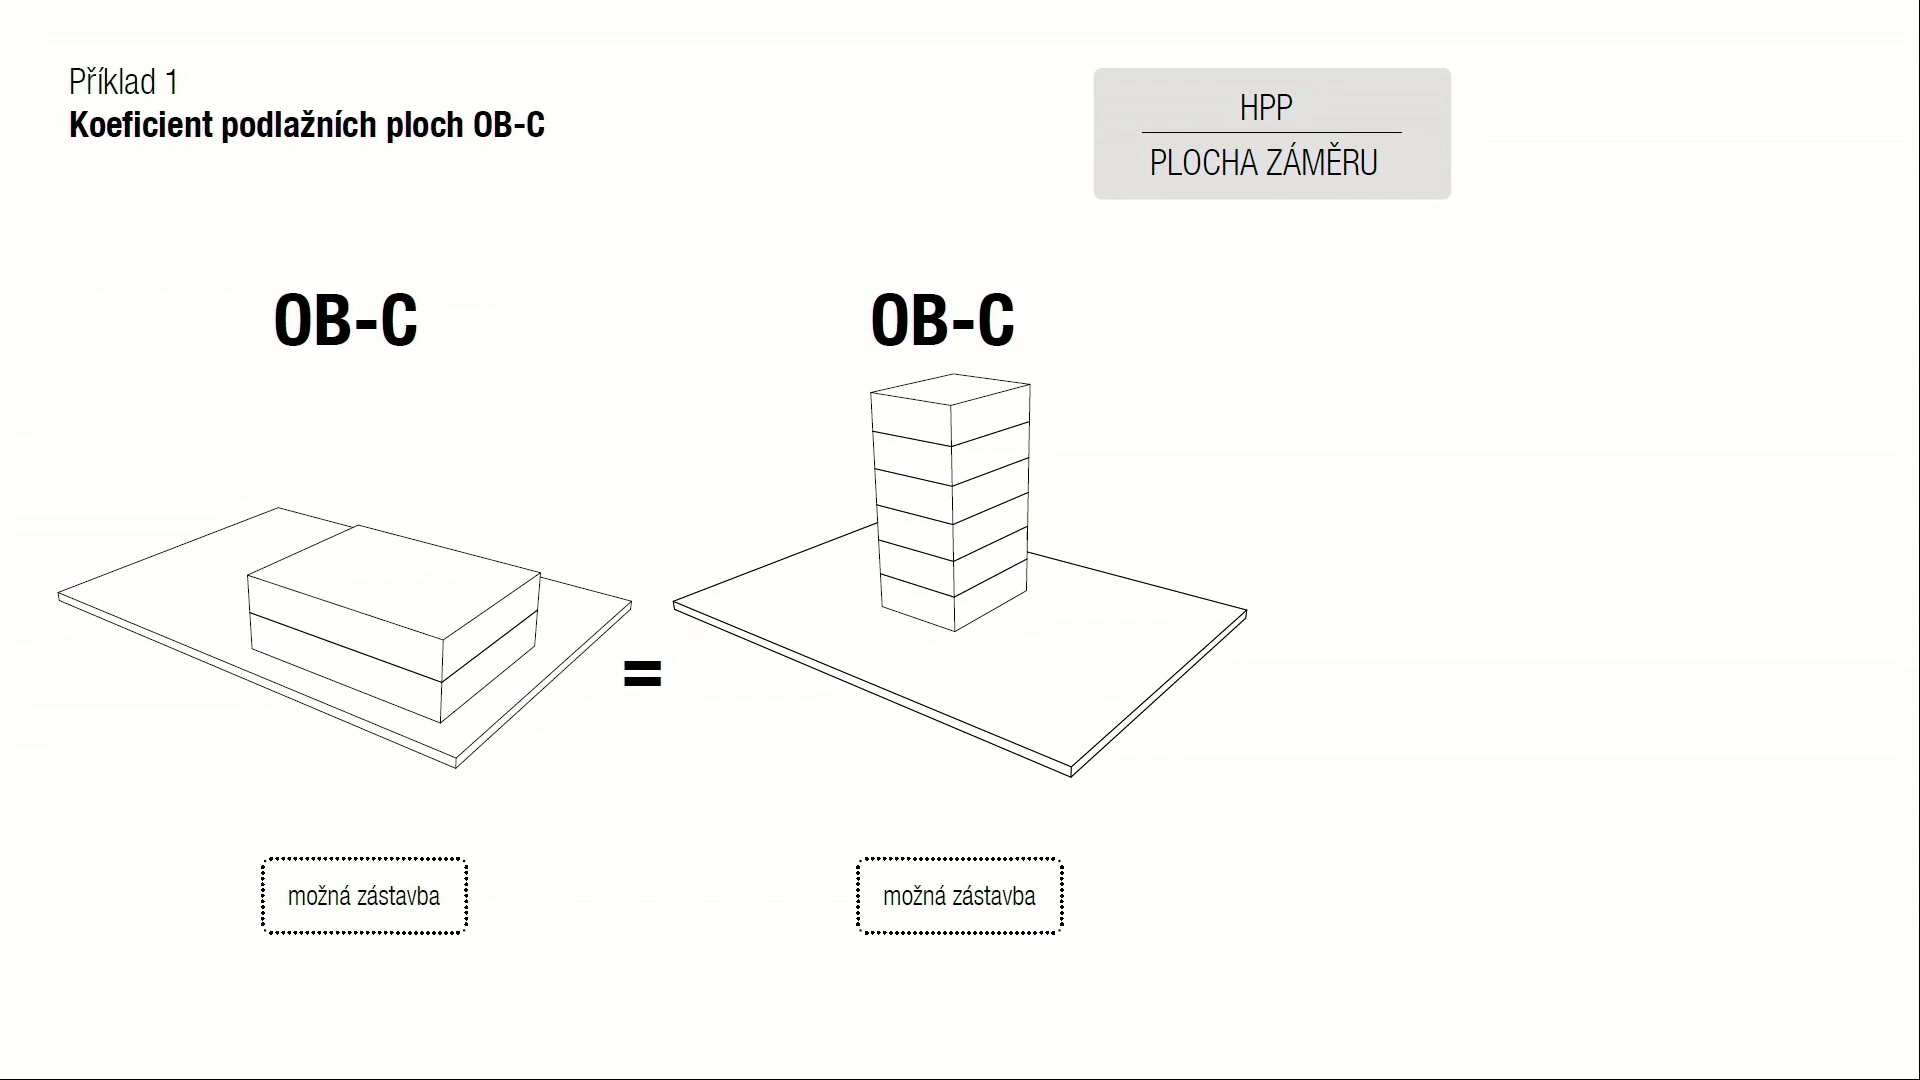 Příklad 1
Koeficient podlažních ploch OB-C
HPP
PLOCHA ZÁMĚRU
OB-C
OB-C
=
možná zástavba
možná zástavba